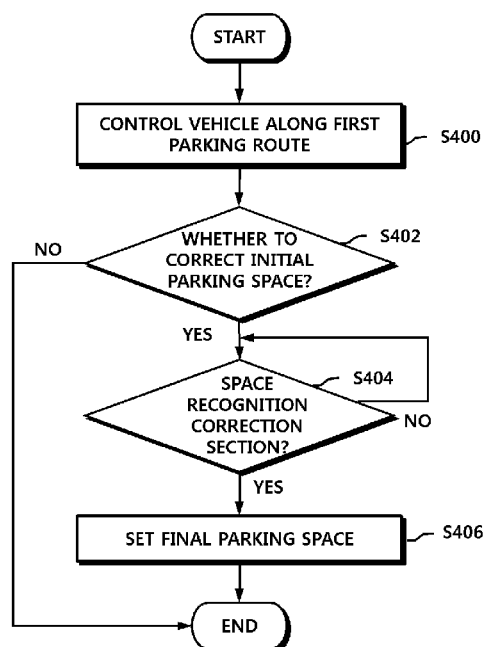 START
CONTROL VEHICLE ALONG FIRST
PARKING ROUTE
S400
WHETHER TO
CORRECT INITIAL
PARKING SPACE?
S402
NO
YES
SPACE
RECOGNITION
CORRECTION
SECTION?
S404
NO
YES
SET FINAL PARKING SPACE
S406
END